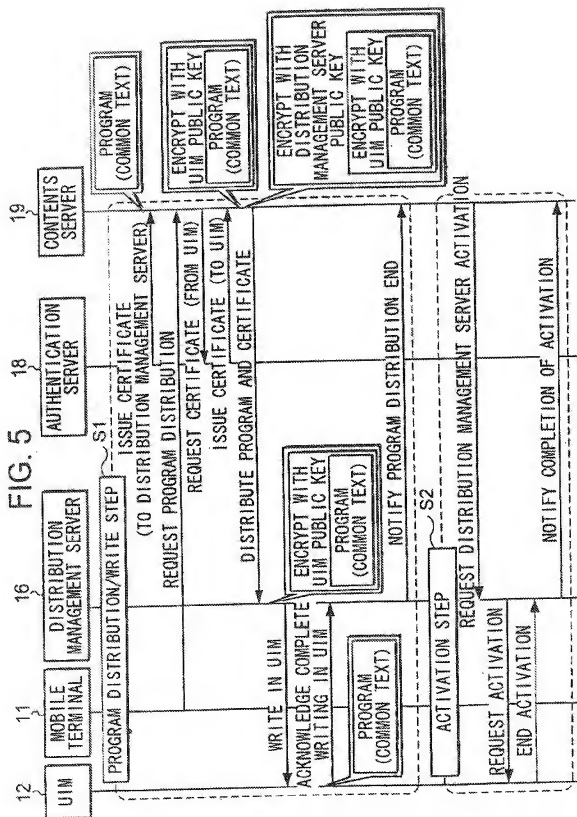 FIG. 5
12
UIM
11
MOBILE
TERMINAL
16
DISTRIBUTION
MANAGEMENT SERVER
18
AUTHENTICATION
SERVER
19
CONTENTS
SERVER
PROGRAM DISTRIBUTION/WRITE STEP
S1
ISSUE CERTIFICATE
(TO DISTRIBUTION MANAGEMENT SERVER)
PROGRAM
(COMMON TEXT)
REQUEST PROGRAM DISTRIBUTION
REQUEST CERTIFICATE (FROM UIM)
ISSUE CERTIFICATE (TO UIM)
ENCRYPT WITH
UIM PUBLIC KEY
PROGRAM
(COMMON TEXT)
DISTRIBUTE PROGRAM AND CERTIFICATE
ENCRYPT WITH
DISTRIBUTION
MANAGEMENT SERVER
PUBLIC KEY
ENCRYPT WITH
UIM PUBLIC KEY
PROGRAM
(COMMON TEXT)
WRITE IN UIM
ENCRYPT WITH
UIM PUBLIC KEY
PROGRAM
(COMMON TEXT)
ACKNOWLEDGE COMPLETE
WRITING IN UIM
PROGRAM
(COMMON TEXT)
NOTIFY PROGRAM DISTRIBUTION END
ACTIVATION STEP
S2
REQUEST DISTRIBUTION MANAGEMENT SERVER ACTIVATION
REQUEST ACTIVATION
END ACTIVATION
NOTIFY COMPLETION OF ACTIVATION